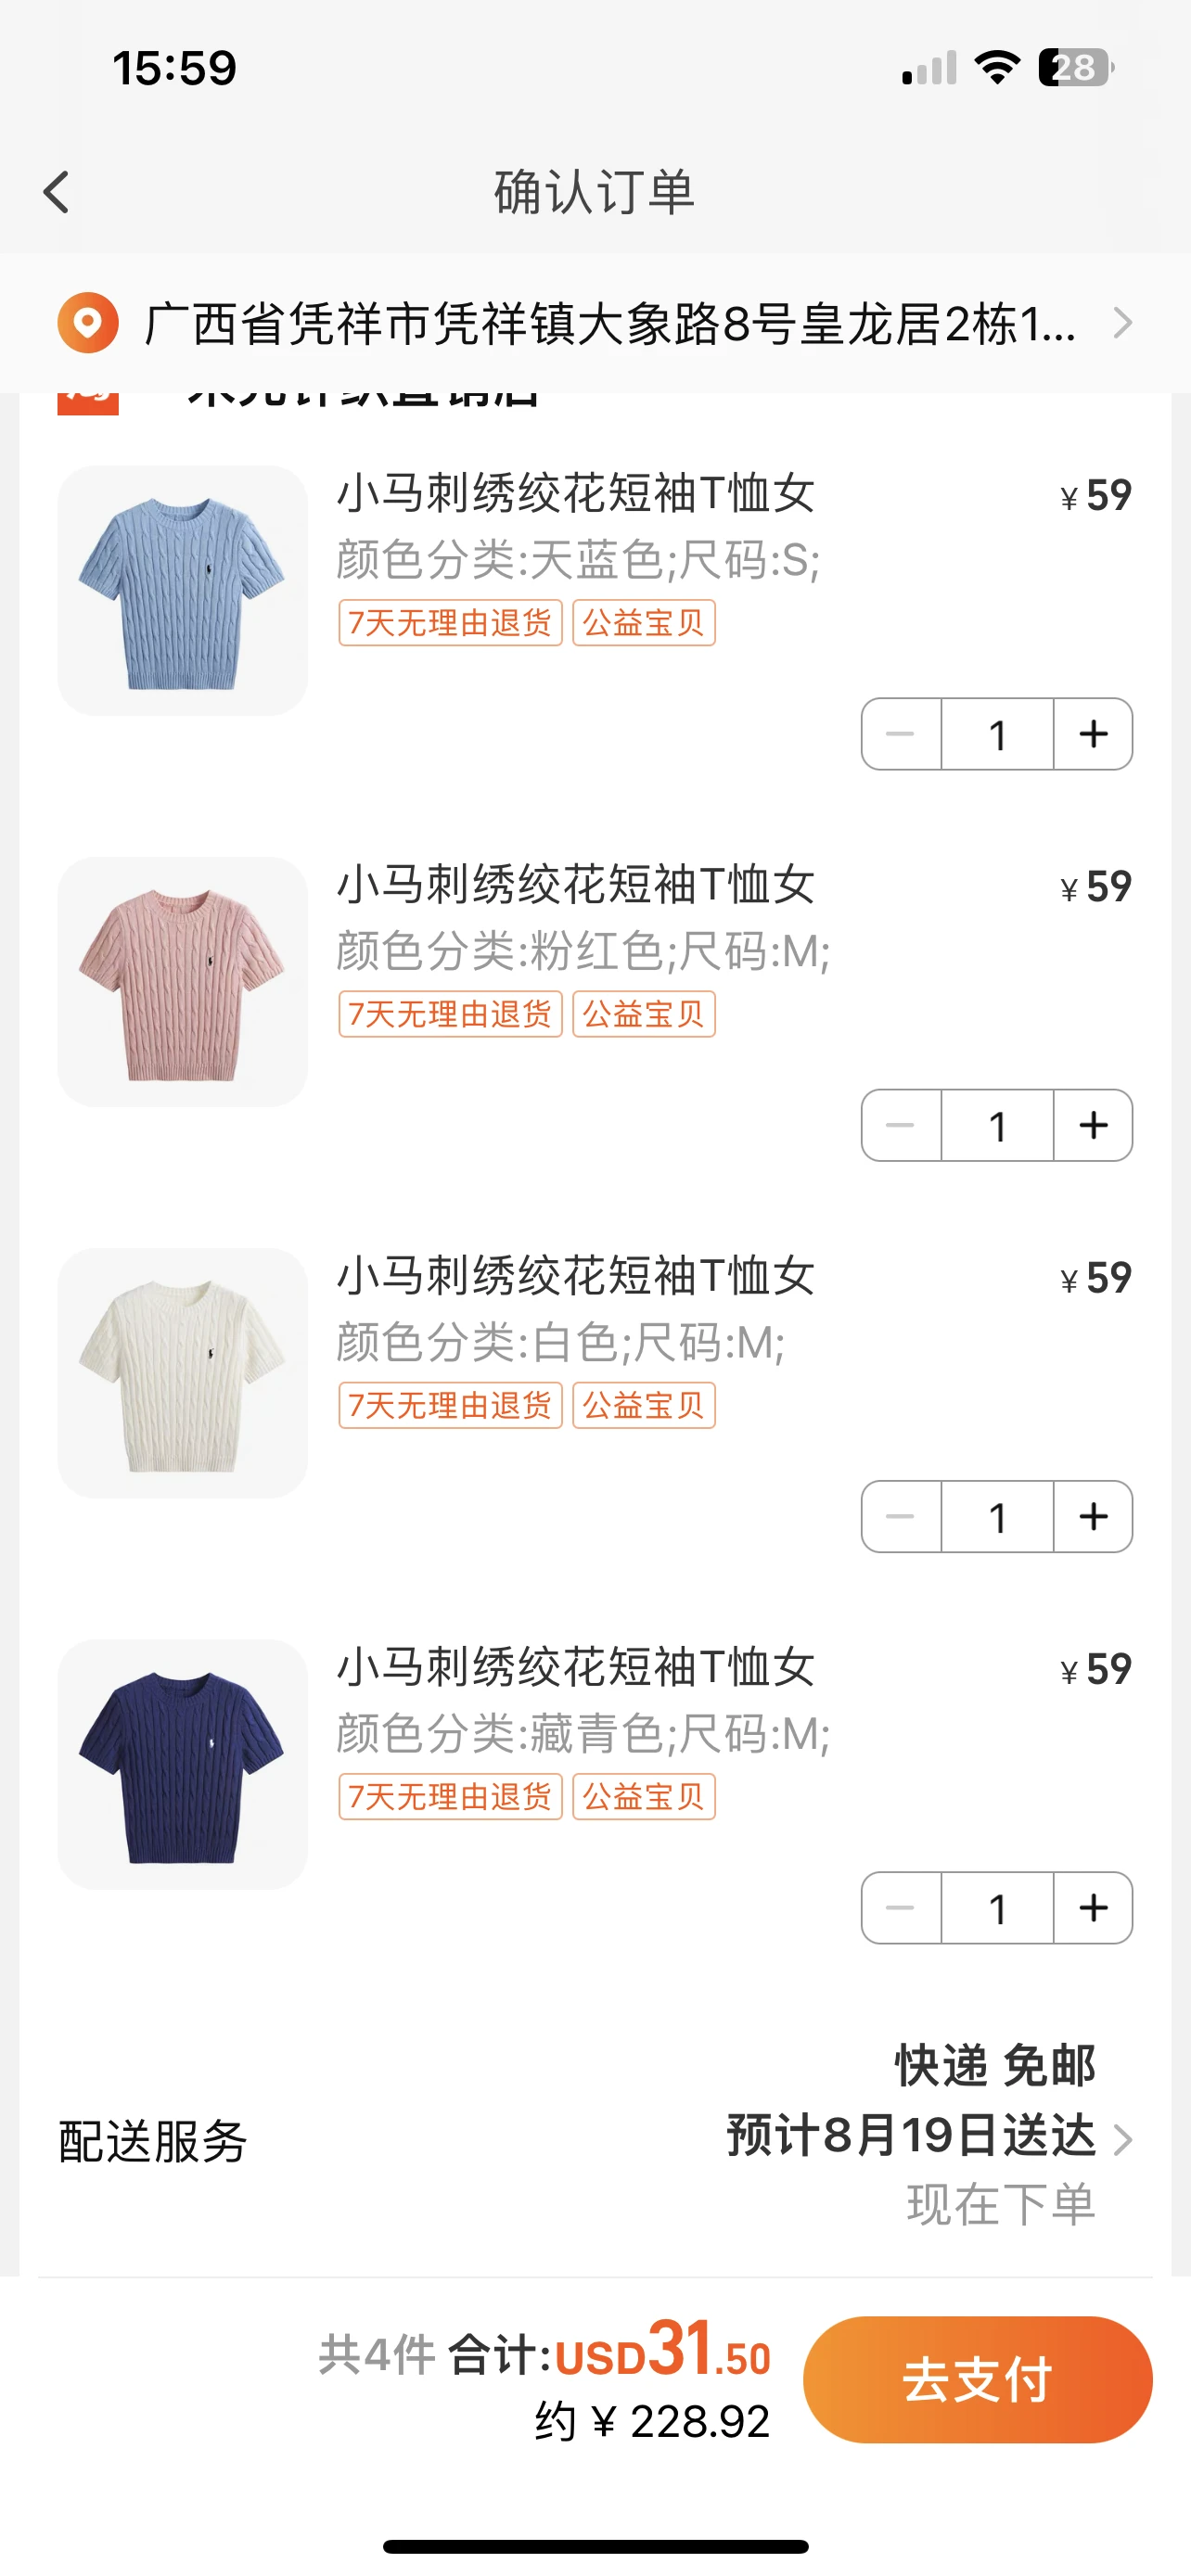 15:59
28
确认订单
广西省凭祥市凭祥镇大象路8号皇龙居2栋1...
小马刺绣绞花短袖T恤女
¥ 59
颜色分类:天蓝色;尺码:S;
7天无理由退货 公益宝贝
1
小马刺绣绞花短袖T恤女
¥ 59
颜色分类:粉红色;尺码:M;
7天无理由退货 公益宝贝
1
小马刺绣绞花短袖T恤女
¥ 59
颜色分类:白色;尺码:M;
7天无理由退货 公益宝贝
1
小马刺绣绞花短袖T恤女
¥ 59
颜色分类:藏青色;尺码:M;
7天无理由退货 公益宝贝
1
快递 免邮
配送服务
预计8月19日送达
现在下单
共4件 合计:USD31.50
约 ¥ 228.92
去支付